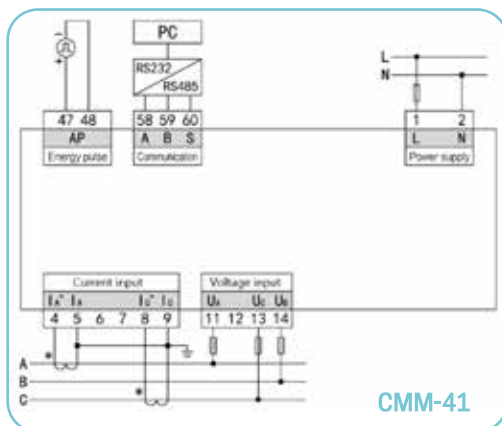 PC
RS232
RS485
L
N
47 48
AP
Energy pulse
58 59 60
A B S
Communication
1 2
L N
Power supply
Current input
IA* IA IC* IC
4 5 6 7 8 9
Voltage input
UA UC UB
11 12 13 14
A
B
C
CMM-41